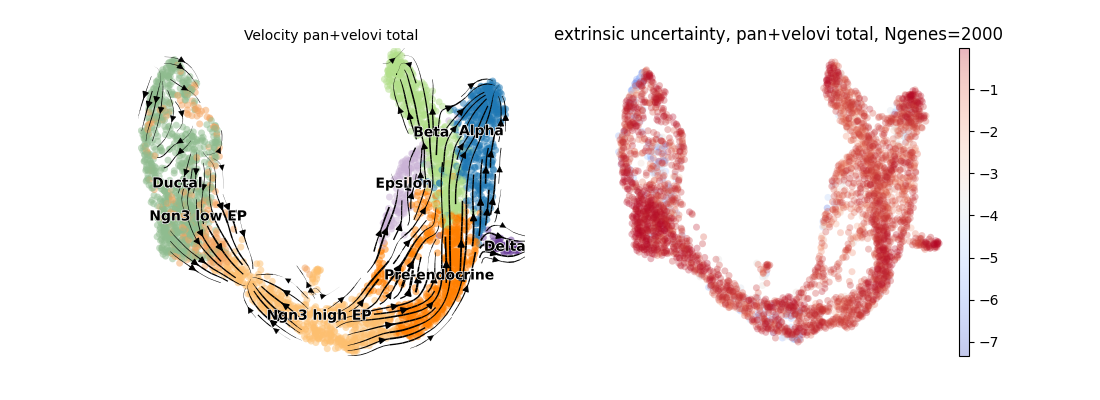 Velocity pan+velovi total
Beta
Alpha
Ductal
Epsilon
Ngn3 low EP
Delta
Pre-endocrine
Ngn3 high EP
extrinsic uncertainty, pan+velovi total, Ngenes=2000
−1
−2
−3
−4
−5
−6
−7